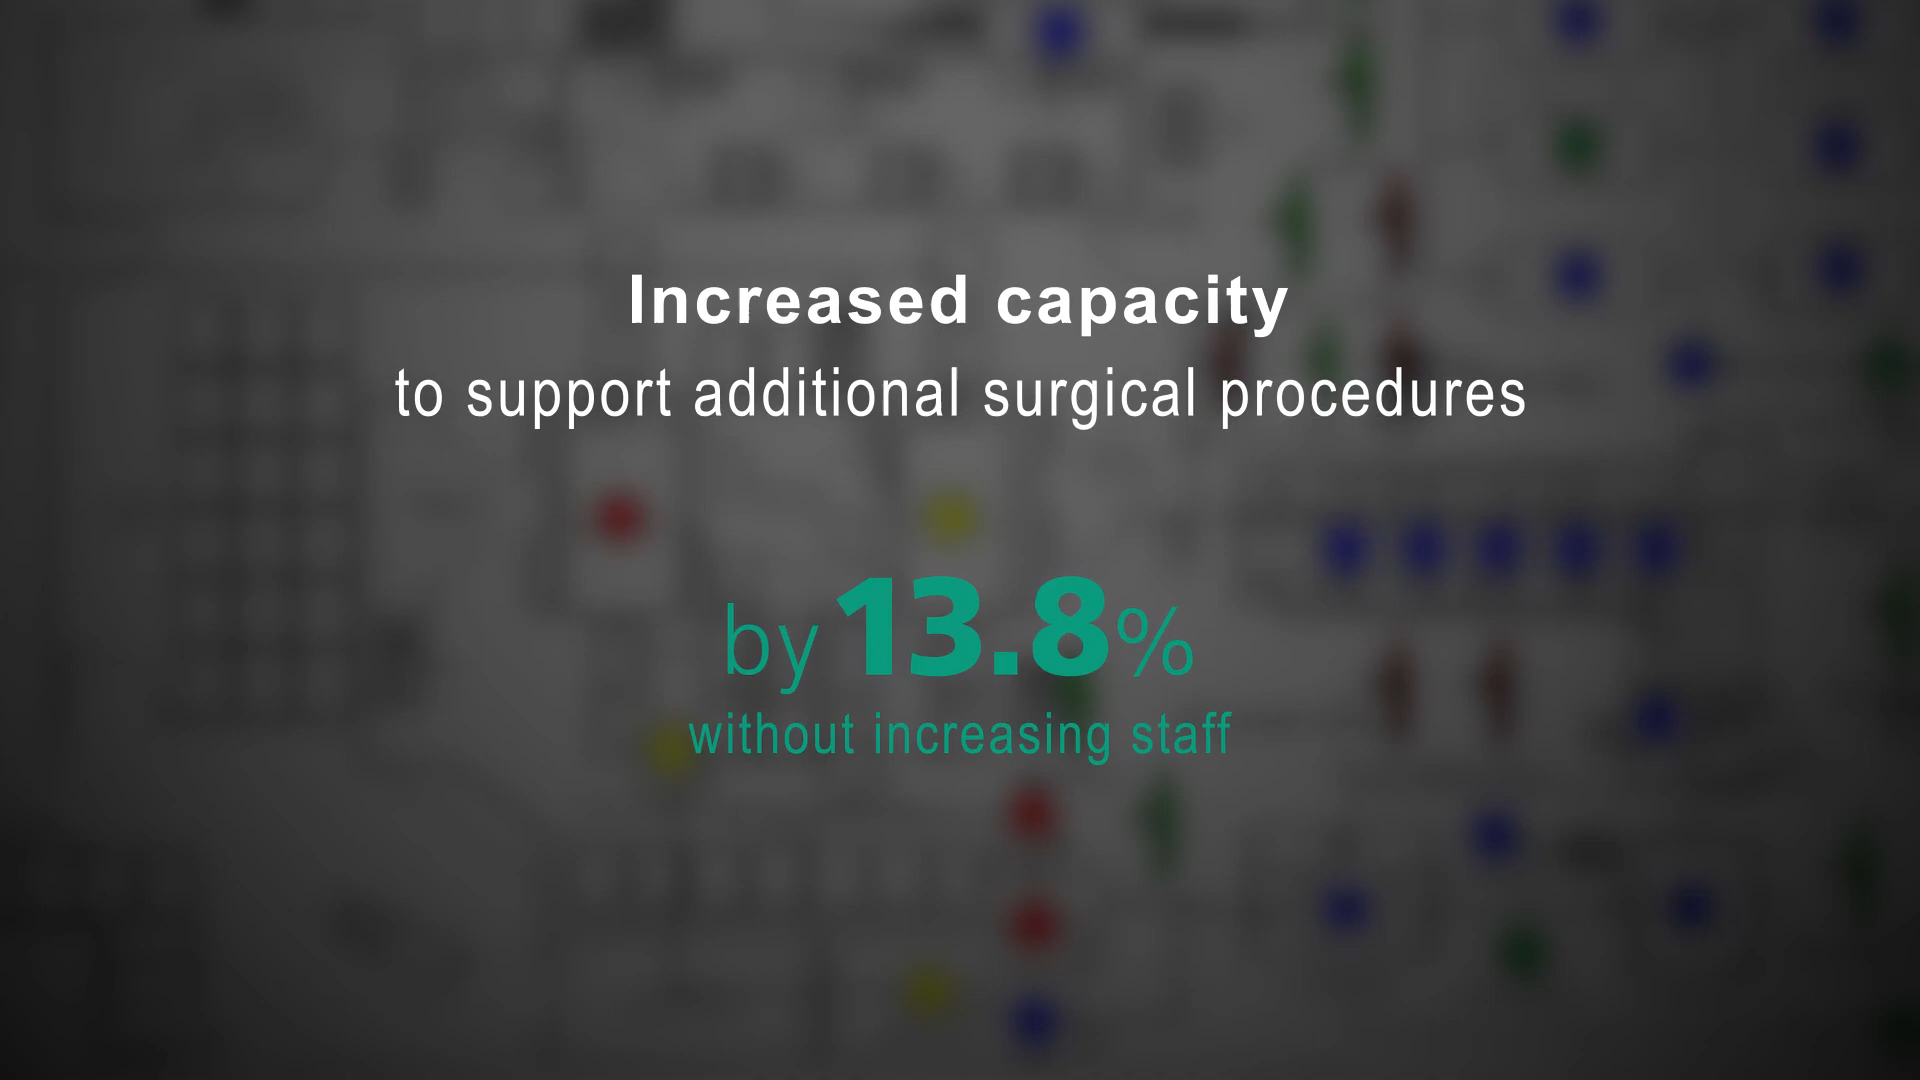 Increased capacity
to support additional surgical procedures
by 13.8%
without increasing staff